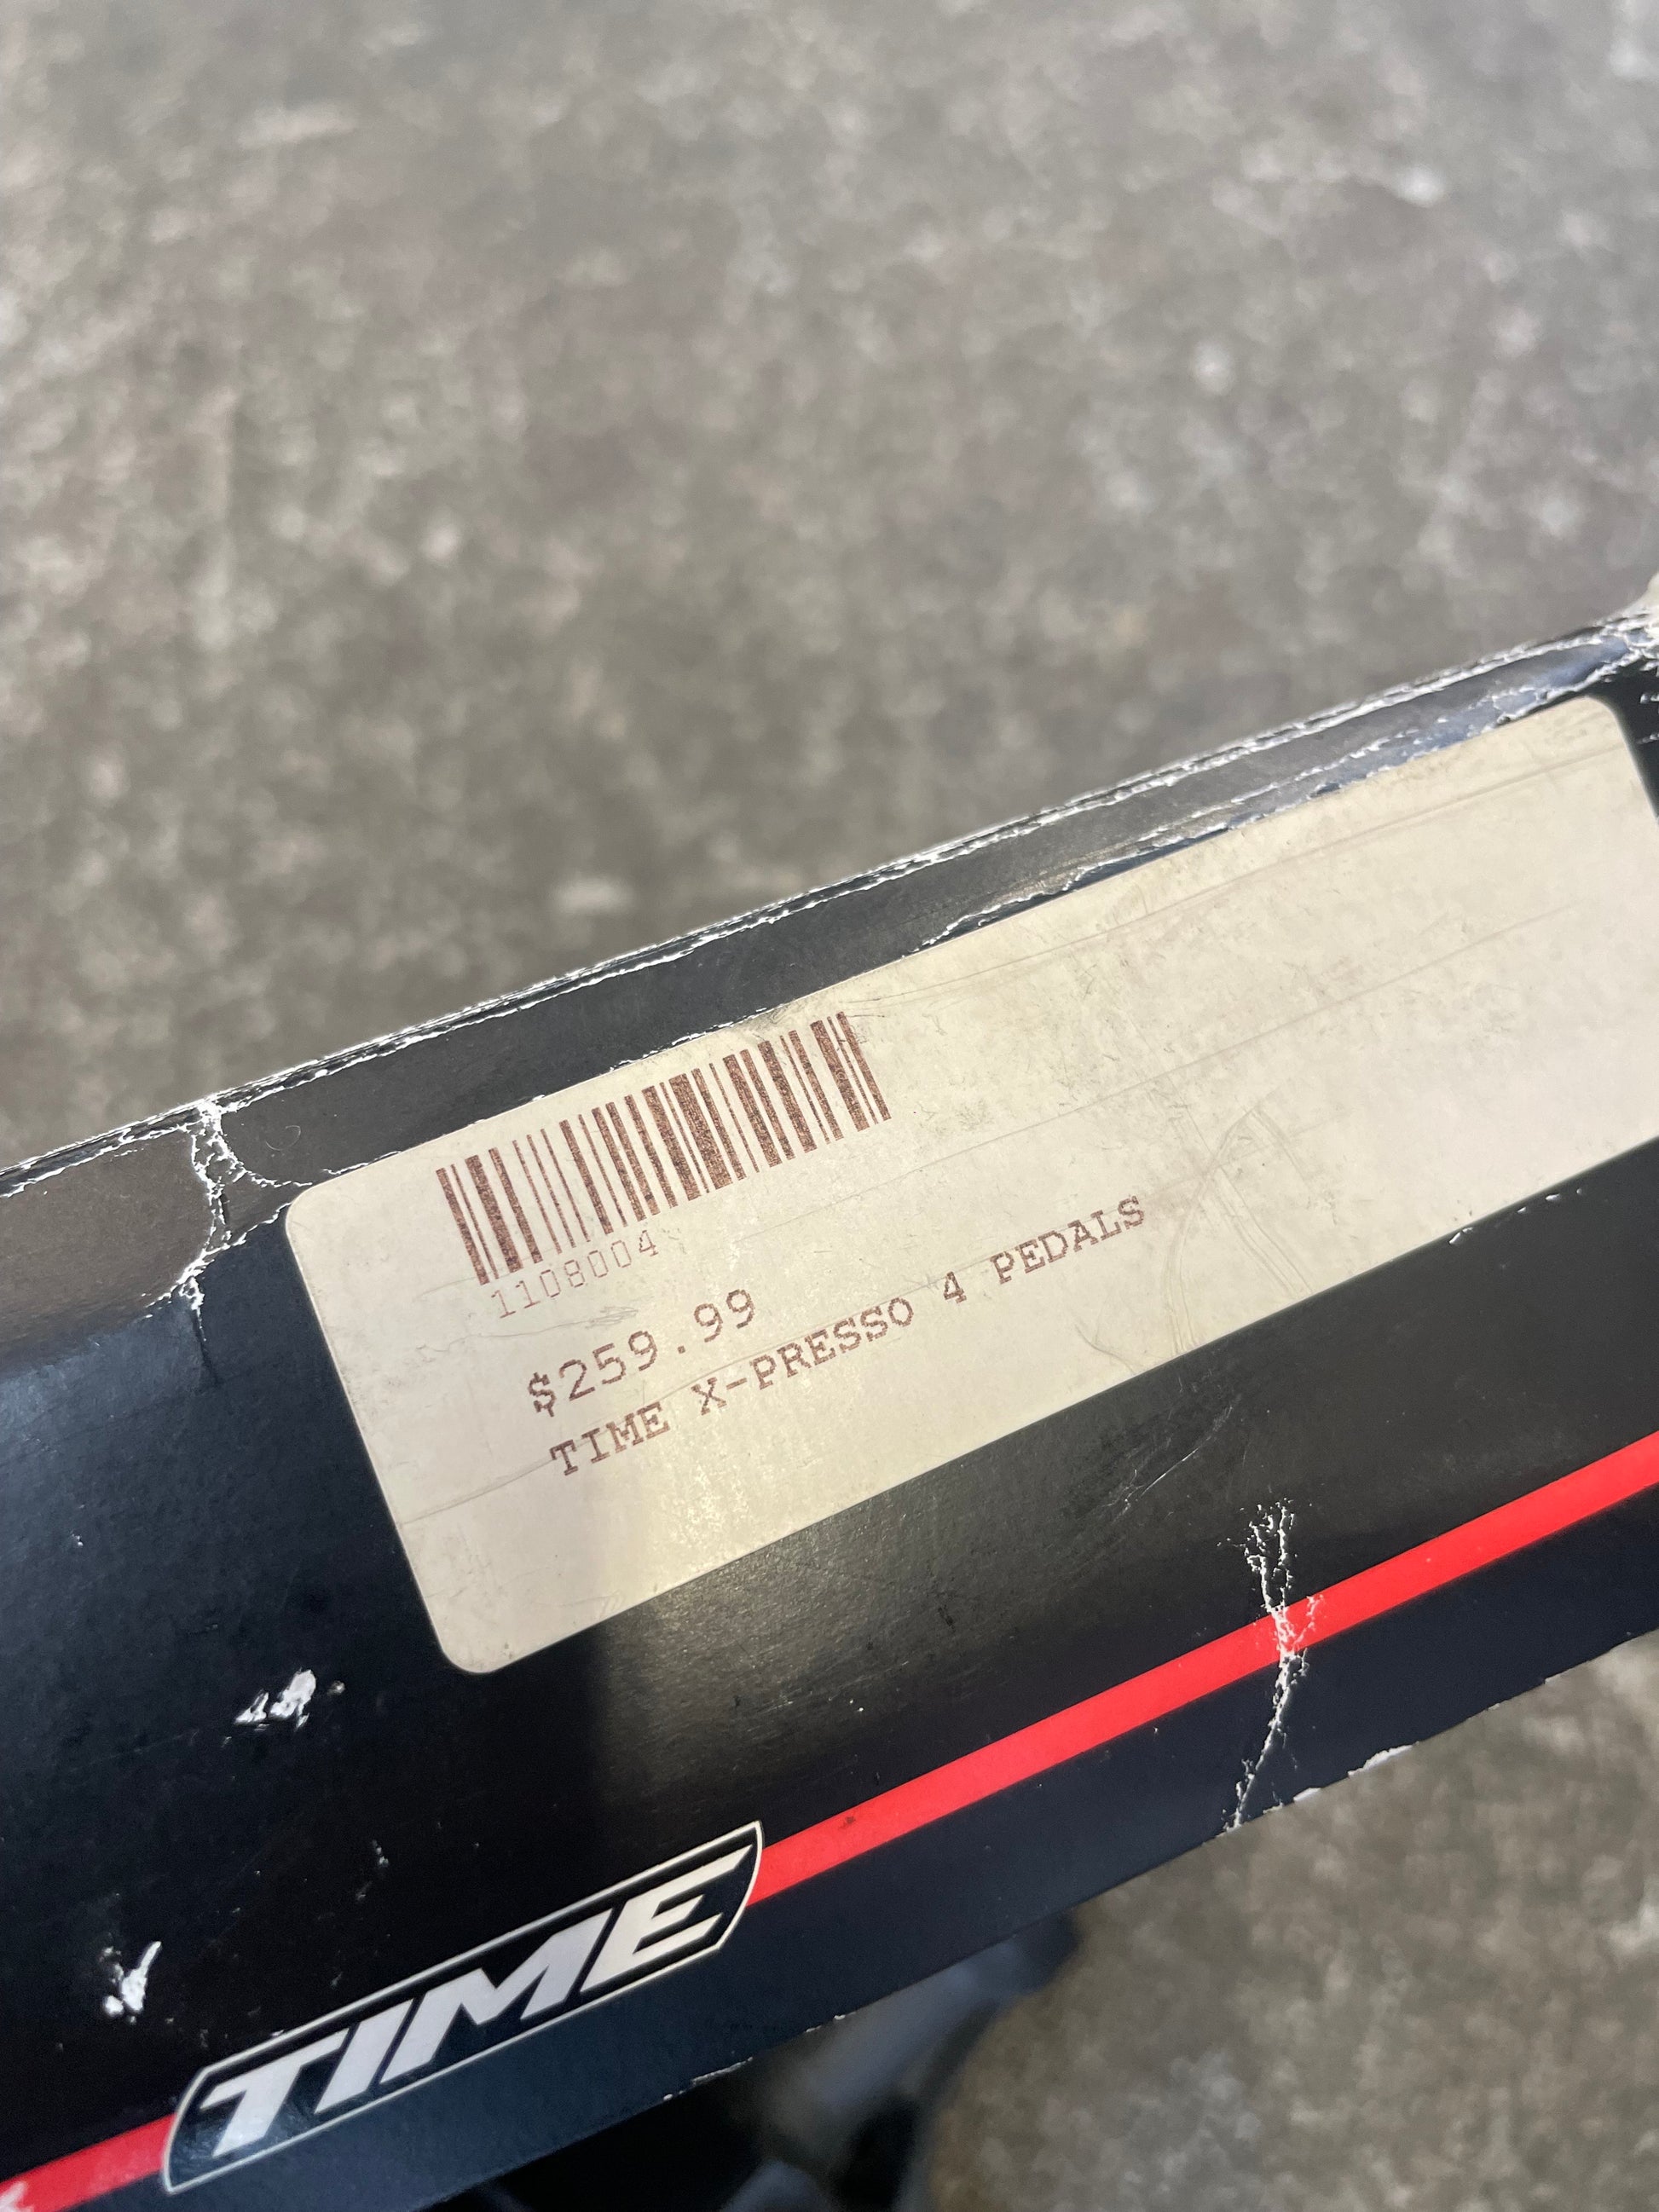 1108004
$259.99
TIME X-PRESSO 4 PEDALS
TIME